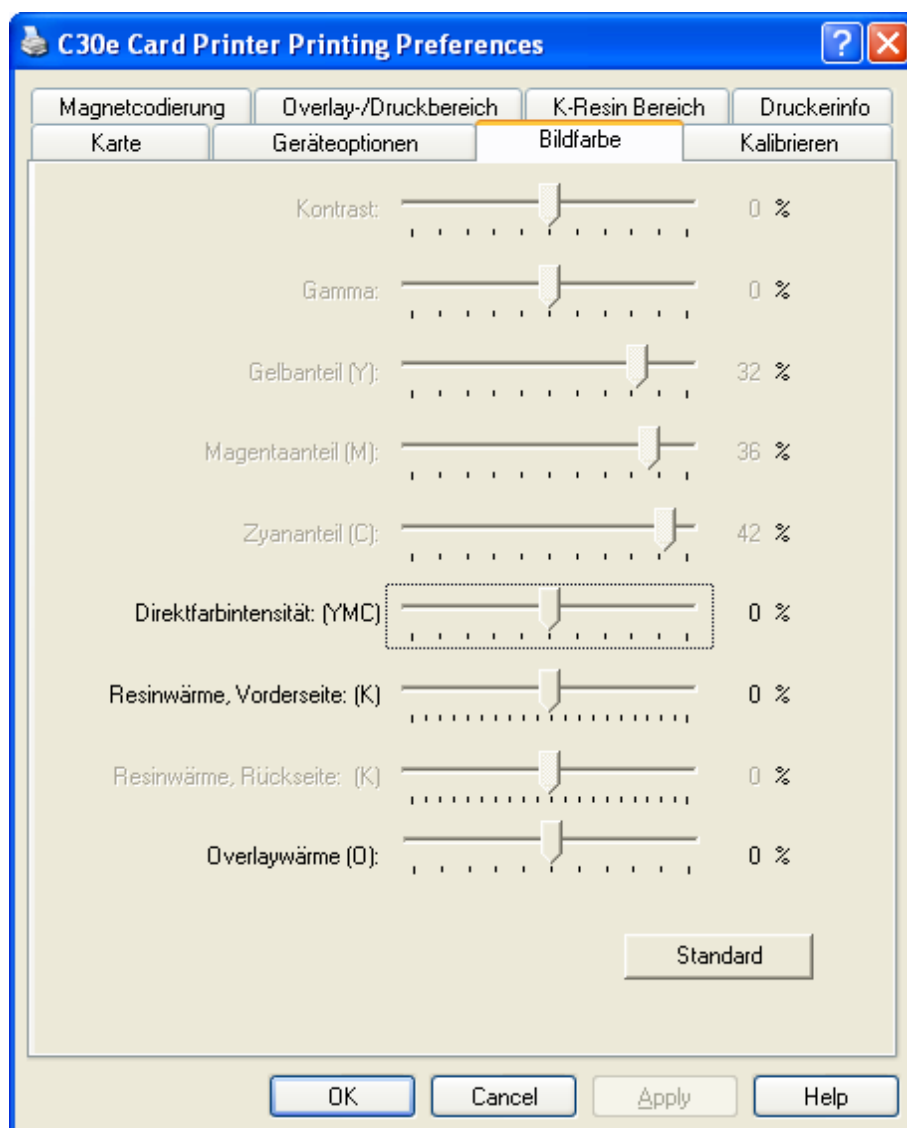 C30e Card Printer Printing Preferences
Magnetcodierung Overlay-/Druckbereich K-Resin Bereich Druckerinfo
Karte Geräteoptionen Bildfarbe Kalibrieren
Kontrast: 0 %
Gamma: 0 %
Gelbanteil (Y): 32 %
Magentaanteil (M): 36 %
Zyananteil (C): 42 %
Direktfarbintensität: (YMC) 0 %
Resinwärme, Vorderseite: (K) 0 %
Resinwärme, Rückseite: (K) 0 %
Overlaywärme (O): 0 %
Standard
OK Cancel Apply Help